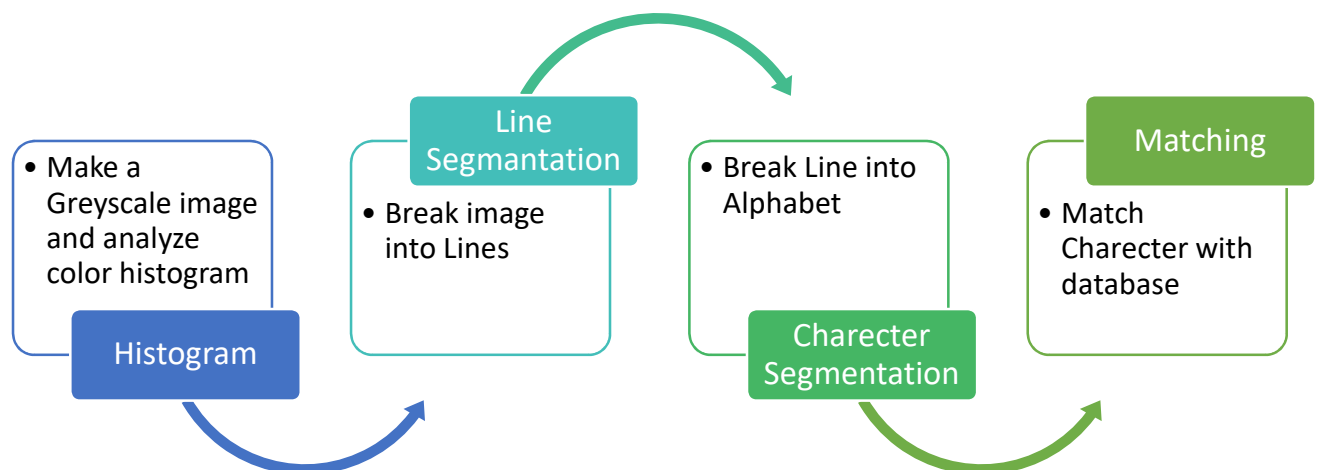 • Make a
Greyscale image
and analyze
color histogram
Histogram
Line
Segmantation
• Break image
into Lines
• Break Line into
Alphabet
Charecter
Segmentation
Matching
• Match
Charecter with
database